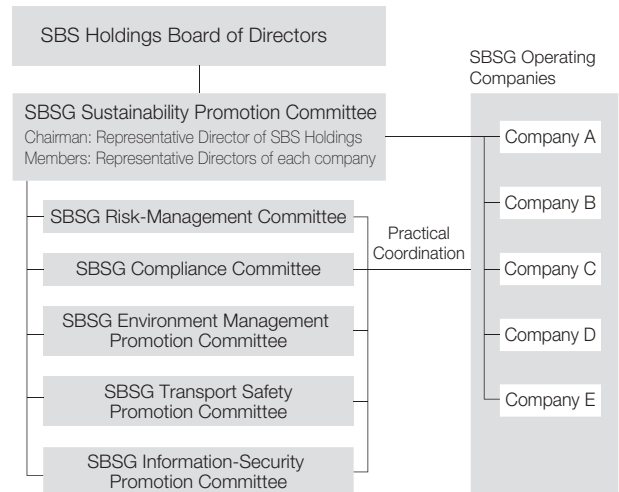 SBS Holdings Board of Directors
SBSG Sustainability Promotion Committee
Chairman: Representative Director of SBS Holdings
Members: Representative Directors of each company
SBSG Risk-Management Committee
SBSG Compliance Committee
SBSG Environment Management
Promotion Committee
SBSG Transport Safety
Promotion Committee
SBSG Information-Security
Promotion Committee
Practical
Coordination
SBSG Operating
Companies
Company A
Company B
Company C
Company D
Company E